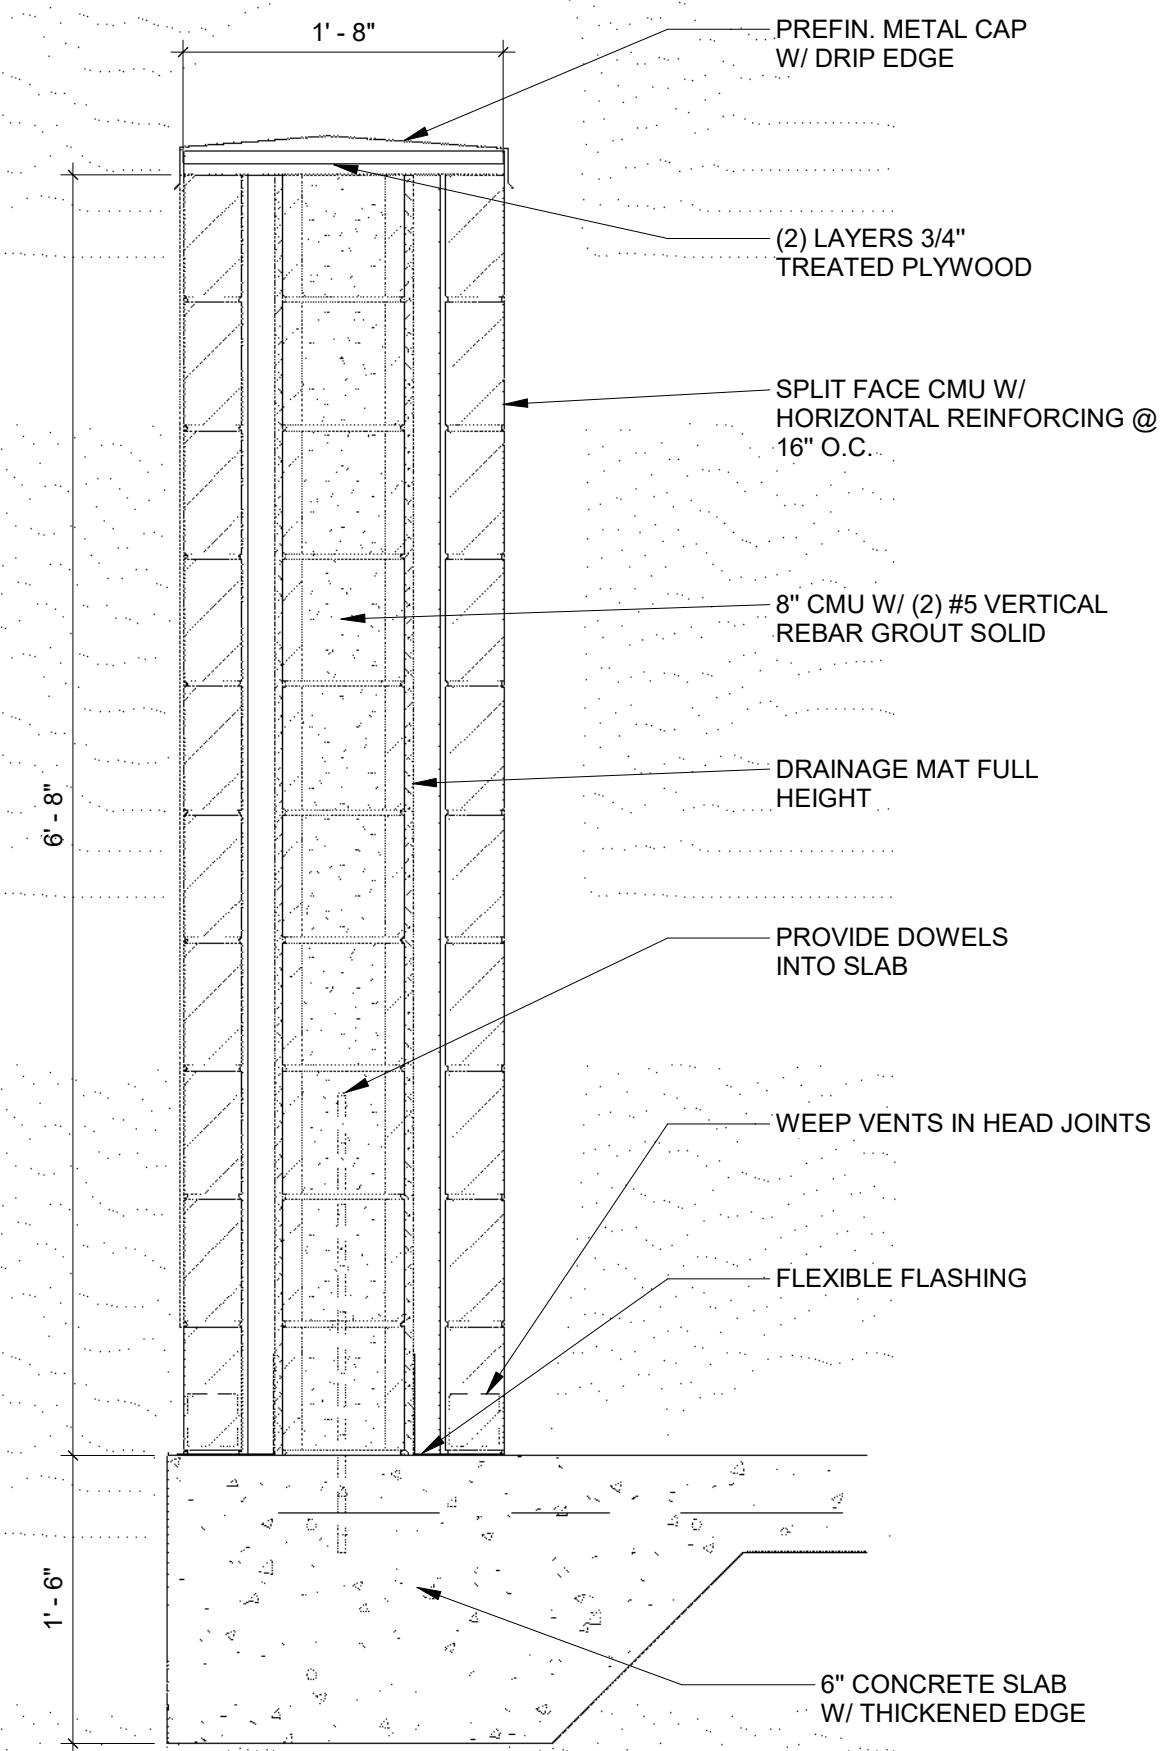 1' - 8"
PREFIN. METAL CAP
W/ DRIP EDGE
(2) LAYERS 3/4"
TREATED PLYWOOD
SPLIT FACE CMU W/
HORIZONTAL REINFORCING @
16" O.C.
8" CMU W/ (2) #5 VERTICAL
REBAR GROUT SOLID
DRAINAGE MAT FULL
HEIGHT
6' - 8"
PROVIDE DOWELS
INTO SLAB
WEEP VENTS IN HEAD JOINTS
FLEXIBLE FLASHING
1' - 6"
6" CONCRETE SLAB
W/ THICKENED EDGE